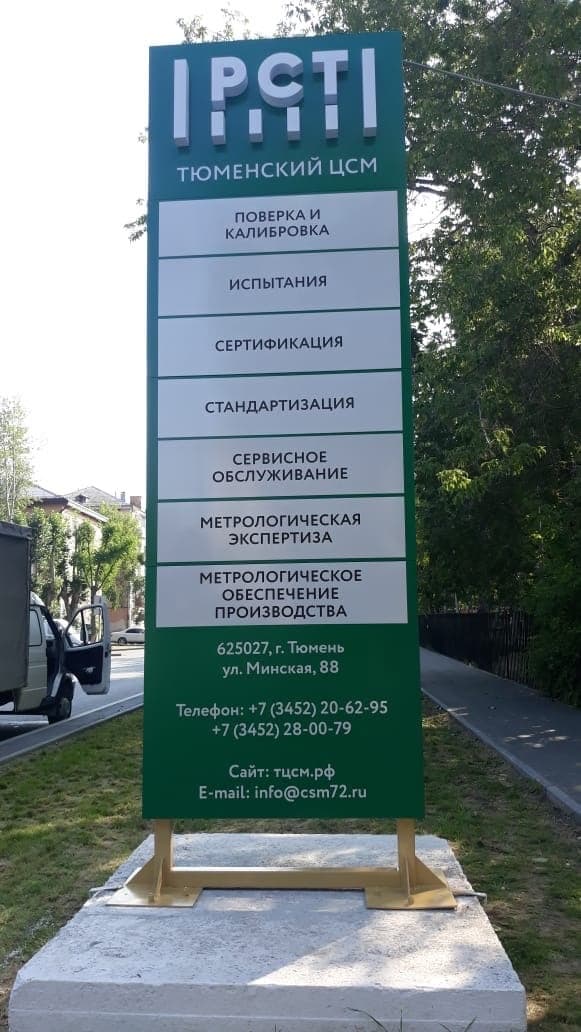 РСТ
ТЮМЕНСКИЙ ЦСМ
ПОВЕРКА И
КАЛИБРОВКА
ИСПЫТАНИЯ
СЕРТИФИКАЦИЯ
СТАНДАРТИЗАЦИЯ
СЕРВИСНОЕ
ОБСЛУЖИВАНИЕ
МЕТРОЛОГИЧЕСКАЯ
ЭКСПЕРТИЗА
МЕТРОЛОГИЧЕСКОЕ
ОБЕСПЕЧЕНИЕ
ПРОИЗВОДСТВА
625027, г. Тюмень
ул. Минская, 88
Телефон: +7 (3452) 20-62-95
+7 (3452) 28-00-79
Сайт: тцсм.рф
E-mail: info@csm72.ru